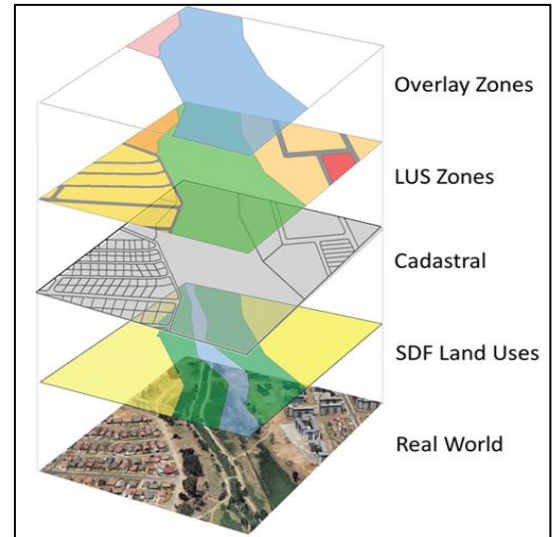 Overlay Zones
LUS Zones
Cadastral
SDF Land Uses
Real World